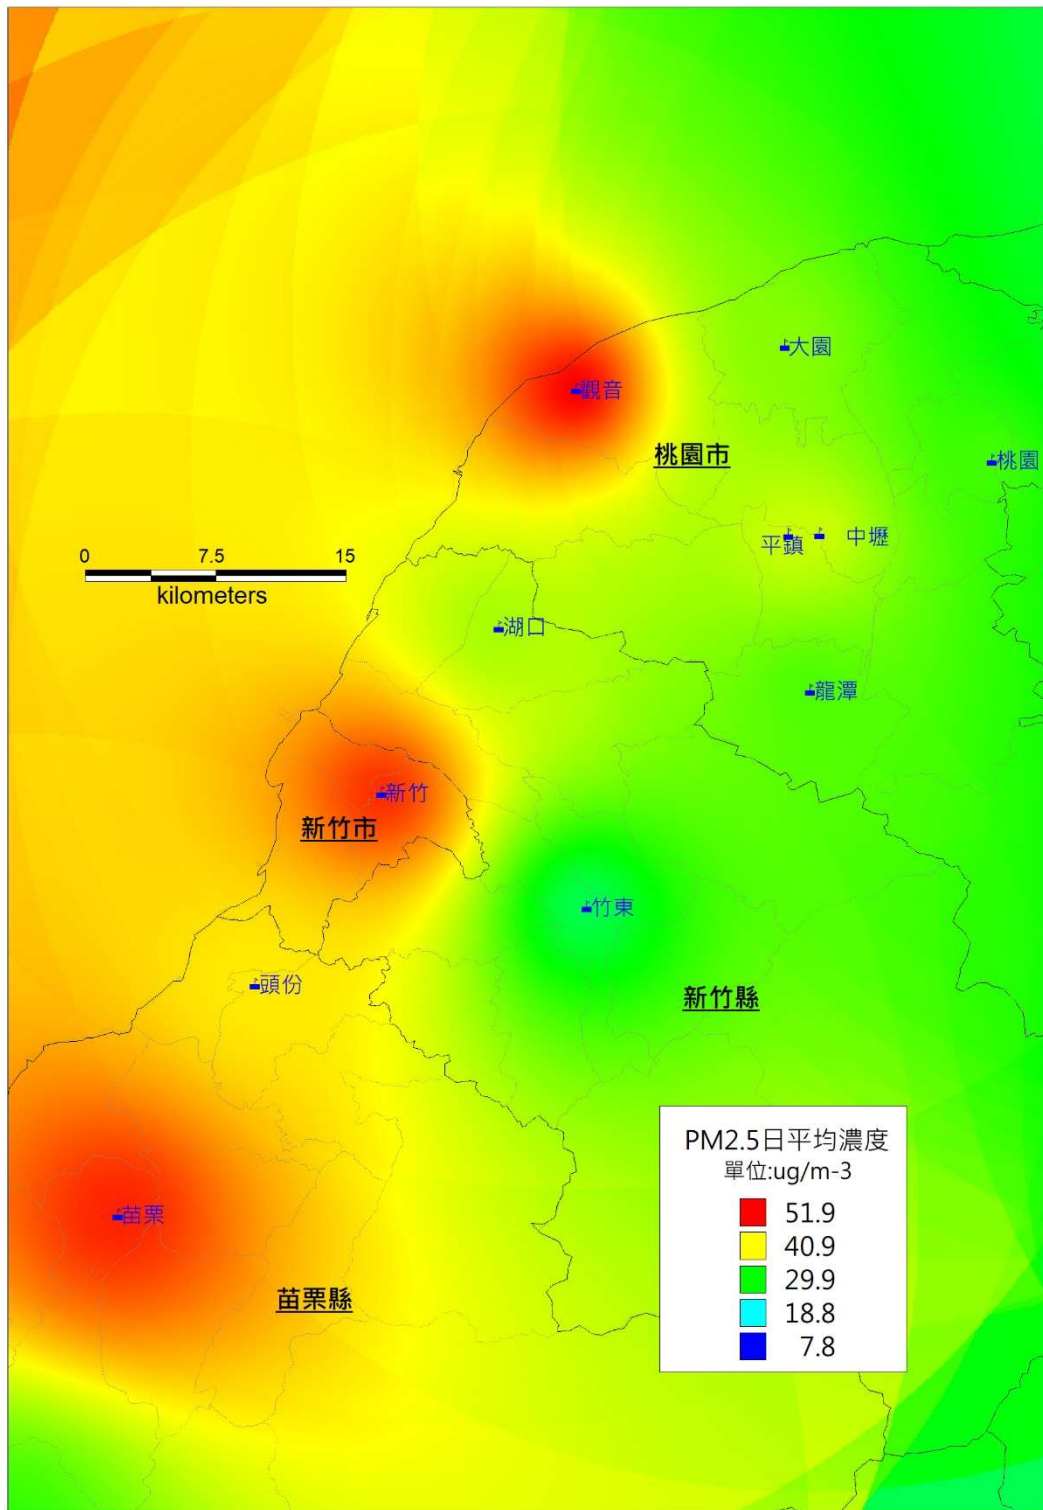 大園
觀音
桃園市
桃園
平鎮
中壢
0 7.5 15
kilometers
湖口
龍潭
新竹
新竹市
竹東
頭份
新竹縣
苗栗
苗栗縣
PM2.5日平均濃度
單位:ug/m-3
51.9
40.9
29.9
18.8
7.8